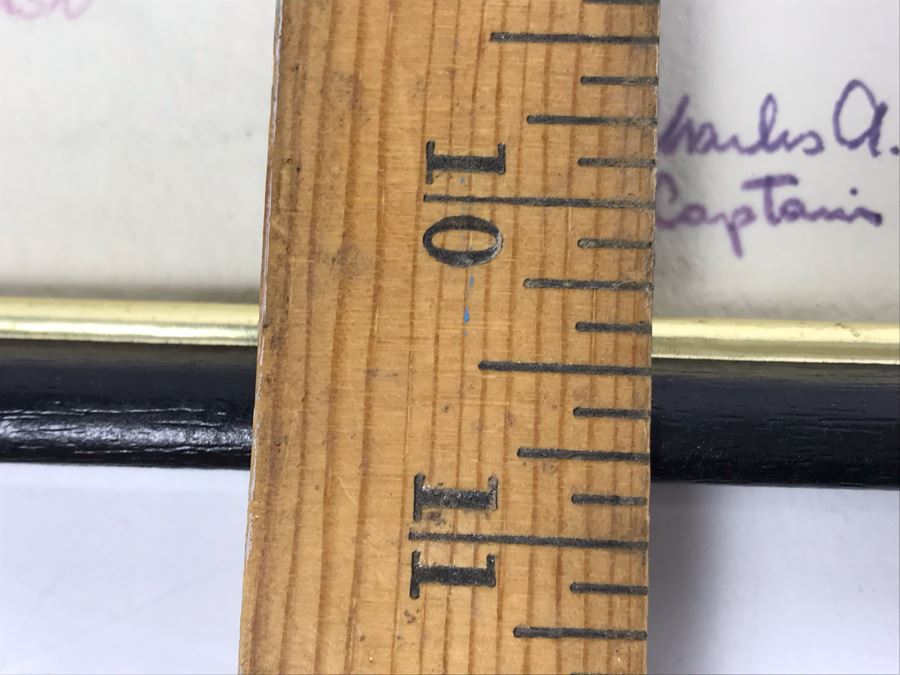 10
11
harles A.
Captain